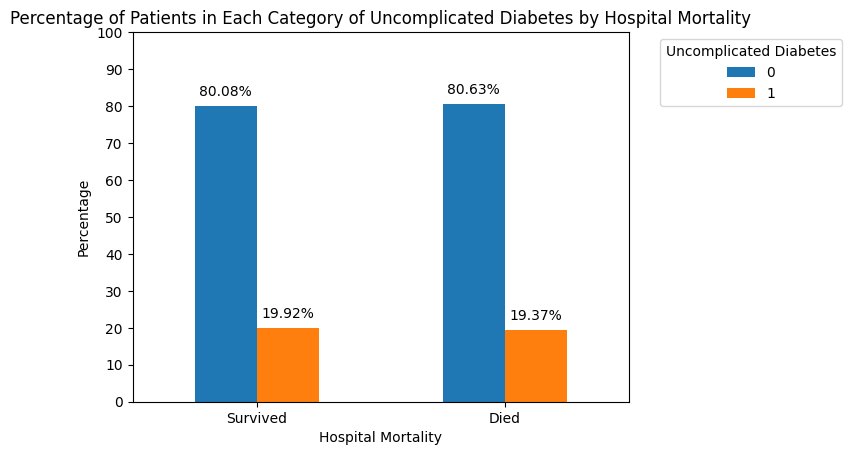 Percentage of Patients in Each Category of Uncomplicated Diabetes by Hospital Mortality
100
90
80
70
60
50
40
30
20
10
0
Percentage
80.08%
19.92%
80.63%
19.37%
Survived
Died
Hospital Mortality
Uncomplicated Diabetes
0
1